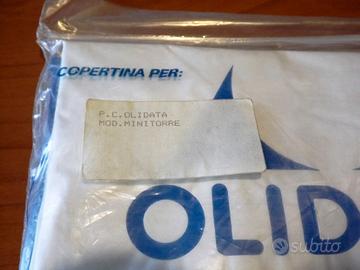 COPERTINA PER:
P.C.OLIDATA
MOD.MINITORRE
OLID
subito